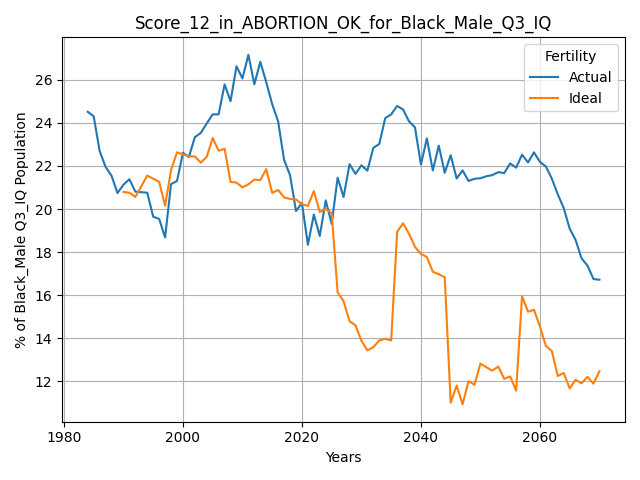 Score_12_in_ABORTION_OK_for_Black_Male_Q3_IQ
% of Black_Male Q3_IQ Population
26
24
22
20
18
16
14
12
Fertility
Actual
Ideal
1980
2000
2020
2040
2060
Years